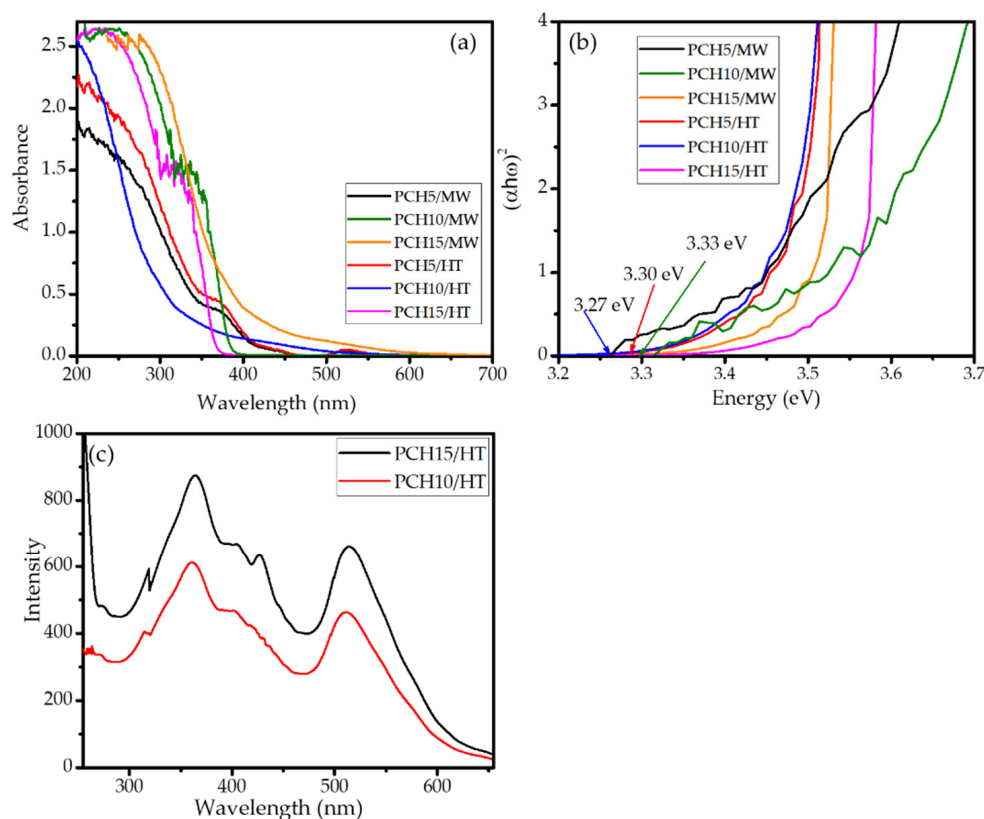 (a)
2.5
2.0
1.5
1.0
0.5
0.0
Absorbance
PCH5/MW
PCH10/MW
PCH15/MW
PCH5/HT
PCH10/HT
PCH15/HT
200 300 400 500 600 700
Wavelength (nm)
(b)
4
3
2
1
0
(αħω)²
PCH5/MW
PCH10/MW
PCH15/MW
PCH5/HT
PCH10/HT
PCH15/HT
3.33 eV
3.30 eV
3.27 eV
3.2 3.3 3.4 3.5 3.6 3.7
Energy (eV)
(c)
1000
800
600
400
200
0
Intensity
PCH15/HT
PCH10/HT
300 400 500 600
Wavelength (nm)